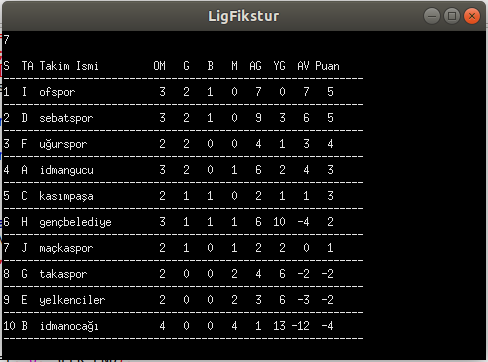 LigFikstur
7
S TA Takim Ismi OM G B M AG YG AV Puan
1 I ofspor 3 2 1 0 7 0 7 5
2 D sebatspor 3 2 1 0 9 3 6 5
3 F uğurspor 2 2 0 0 4 1 3 4
4 A idmangucu 3 2 0 1 6 2 4 3
5 C kasımpaşa 2 1 1 0 2 1 1 3
6 H gençbelediye 3 1 1 1 6 10 -4 2
7 J maçkaspor 2 1 0 1 2 2 0 1
8 G takaspor 2 0 0 2 4 6 -2 -2
9 E yelkenciler 2 0 0 2 3 6 -3 -2
10 B idmanocağı 4 0 0 4 1 13 -12 -4